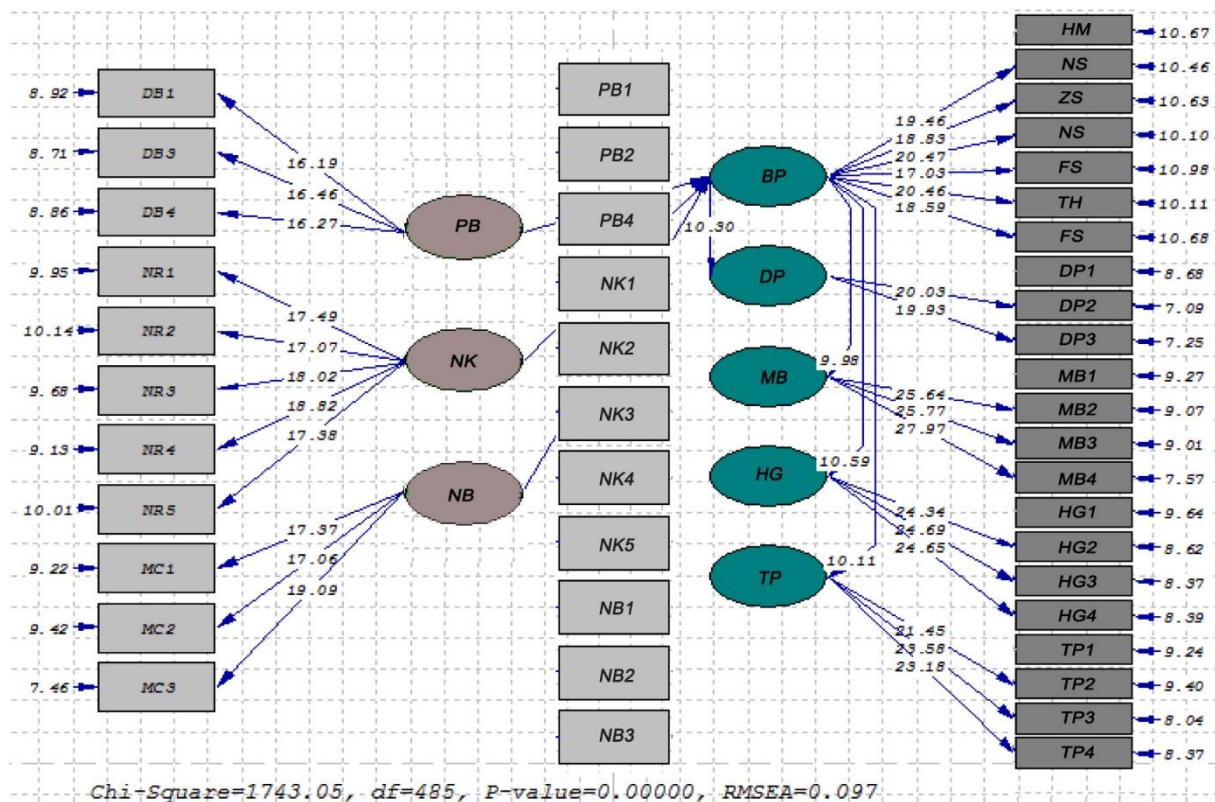 8.92 DB1
8.71 DB3
8.86 DB4
9.95 NR1
10.14 NR2
9.68 NR3
9.13 NR4
10.01 NR5
9.22 MC1
9.42 MC2
7.46 MC3
16.19
16.46
16.27
17.49
17.07
18.02
18.82
17.38
17.37
17.06
19.09
PB
NK
NB
PB1
PB2
PB4
NK1
NK2
NK3
NK4
NK5
NB1
NB2
NB3
10.30
BP
DP
MB
HG
TP
9.98
10.59
10.11
19.46
18.83
20.47
17.03
20.46
18.59
20.03
19.93
25.64
25.77
27.97
24.34
24.69
24.65
21.45
23.58
23.18
HM 10.67
NS 10.46
ZS 10.63
NS 10.10
FS 10.98
TH 10.11
FS 10.68
DP1 8.68
DP2 7.09
DP3 7.25
MB1 9.27
MB2 9.07
MB3 9.01
MB4 7.57
HG1 9.64
HG2 8.62
HG3 8.37
HG4 8.39
TP1 9.24
TP2 9.40
TP3 8.04
TP4 8.37
Chi-Square=1743.05, df=485, P-value=0.00000, RMSEA=0.097